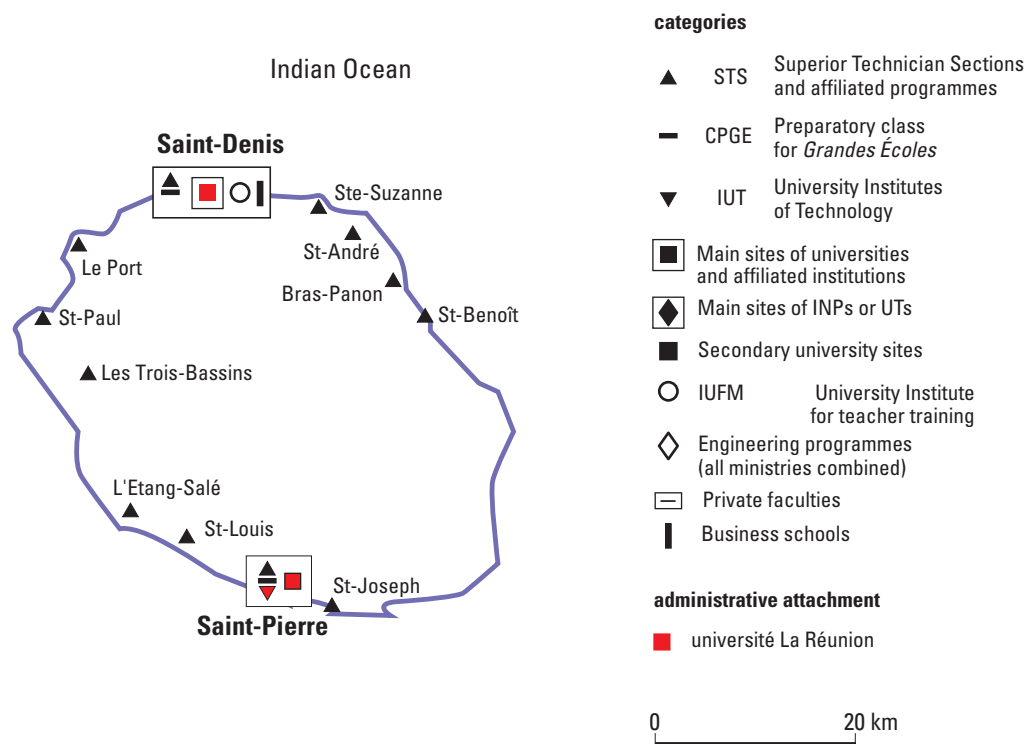 Indian Ocean
Saint-Denis
Ste-Suzanne
St-André
Le Port
Bras-Panon
St-Benoît
St-Paul
Les Trois-Bassins
L'Etang-Salé
St-Louis
St-Joseph
Saint-Pierre
categories
STS Superior Technician Sections
and affiliated programmes
CPGE Preparatory class
for Grandes Écoles
IUT University Institutes
of Technology
Main sites of universities
and affiliated institutions
Main sites of INPs or UTs
Secondary university sites
IUFM University Institute
for teacher training
Engineering programmes
(all ministries combined)
Private faculties
Business schools
administrative attachment
université La Réunion
0 20 km